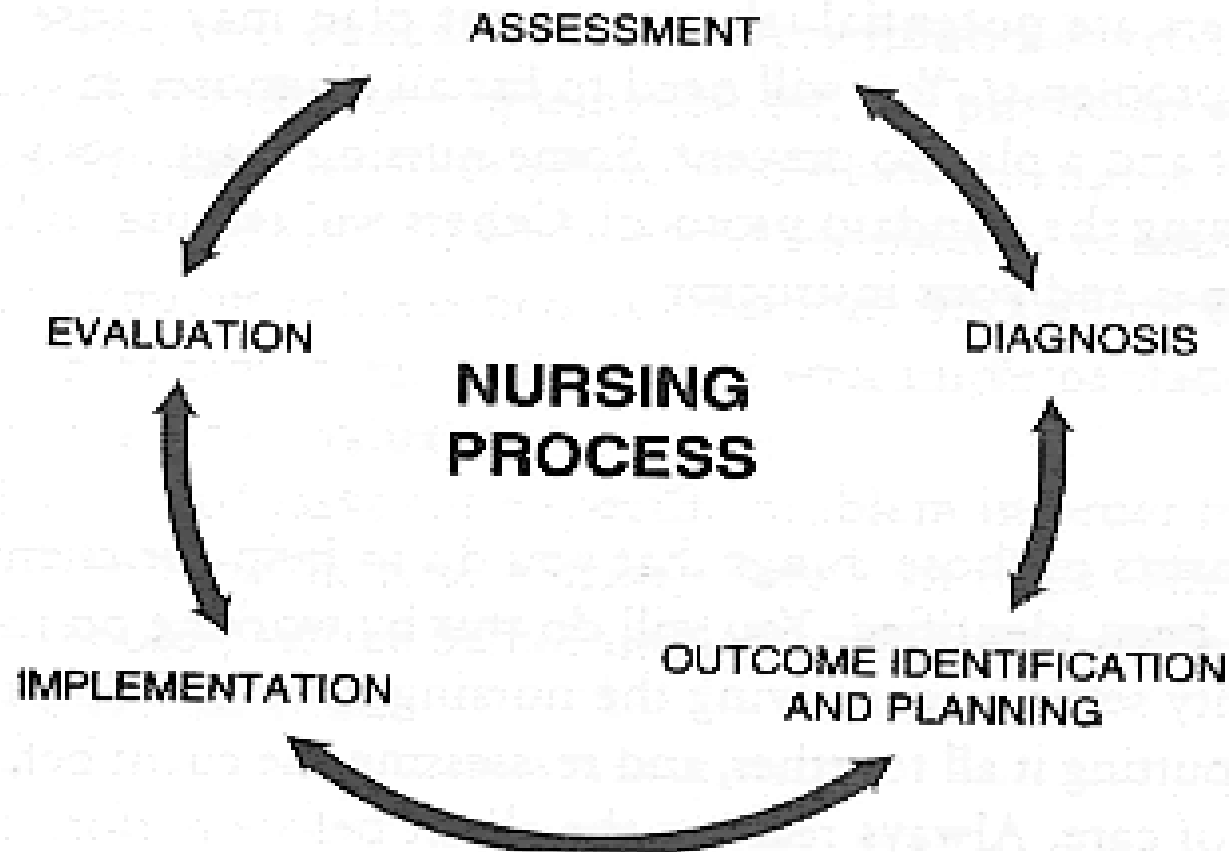 ASSESSMENT
EVALUATION
DIAGNOSIS
NURSING
PROCESS
IMPLEMENTATION
OUTCOME IDENTIFICATION
AND PLANNING